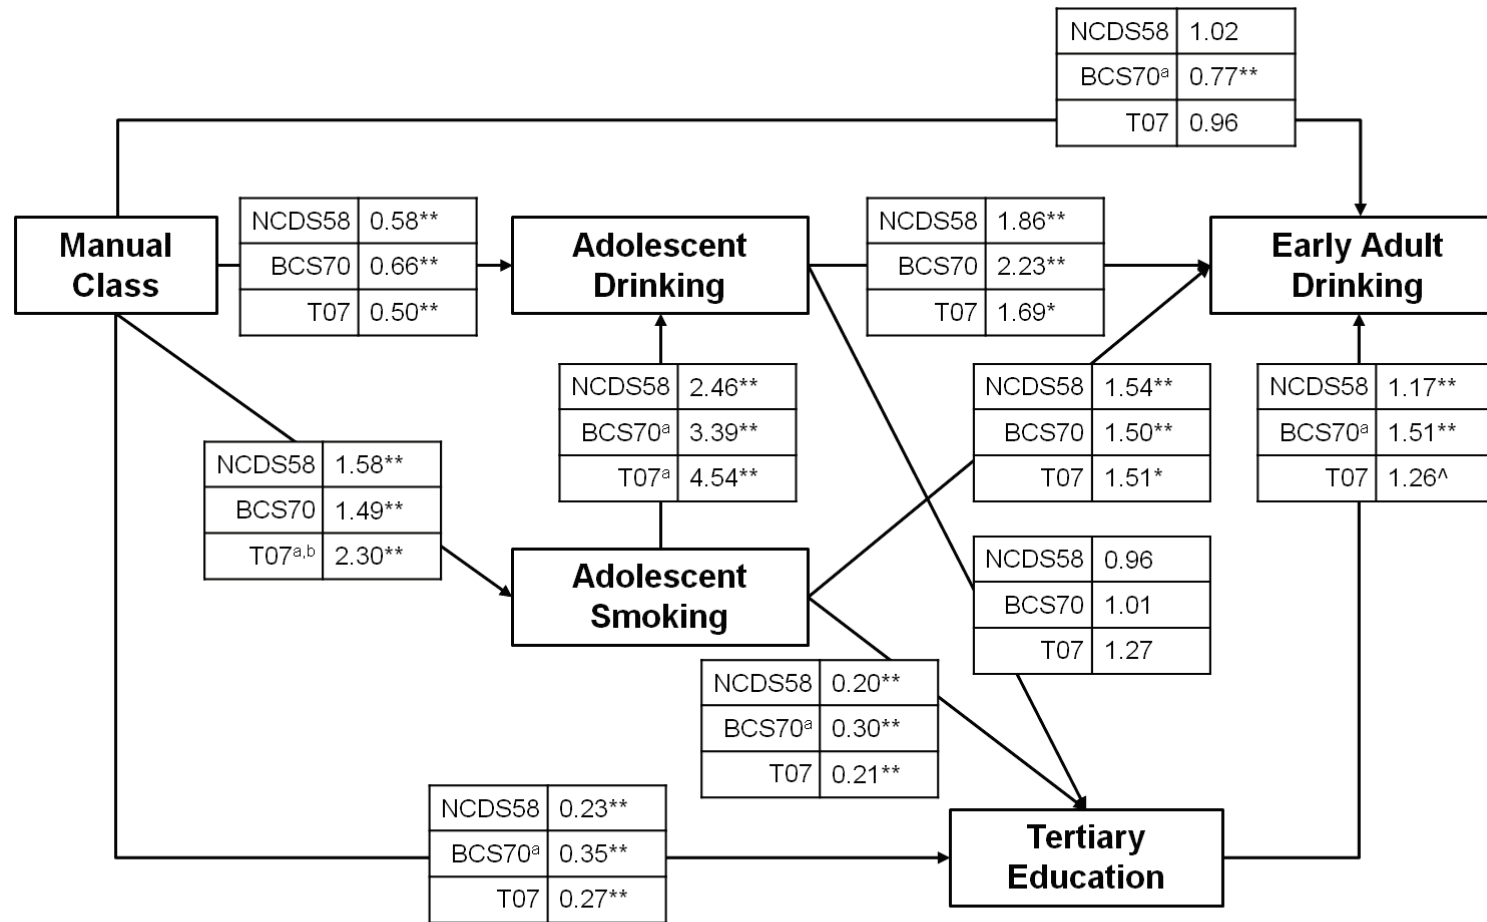 NCDS58 1.02
BCS70ᵃ 0.77**
T07 0.96
Manual
Class
NCDS58 0.58**
BCS70 0.66**
T07 0.50**
Adolescent
Drinking
NCDS58 1.86**
BCS70 2.23**
T07 1.69*
Early Adult
Drinking
NCDS58 2.46**
BCS70ᵃ 3.39**
T07ᵃ 4.54**
NCDS58 1.54**
BCS70 1.50**
T07 1.51*
NCDS58 1.17**
BCS70ᵃ 1.51**
T07 1.26^
NCDS58 1.58**
BCS70 1.49**
T07ᵃ,ᵇ 2.30**
Adolescent
Smoking
NCDS58 0.96
BCS70 1.01
T07 1.27
NCDS58 0.20**
BCS70ᵃ 0.30**
T07 0.21**
NCDS58 0.23**
BCS70ᵃ 0.35**
T07 0.27**
Tertiary
Education